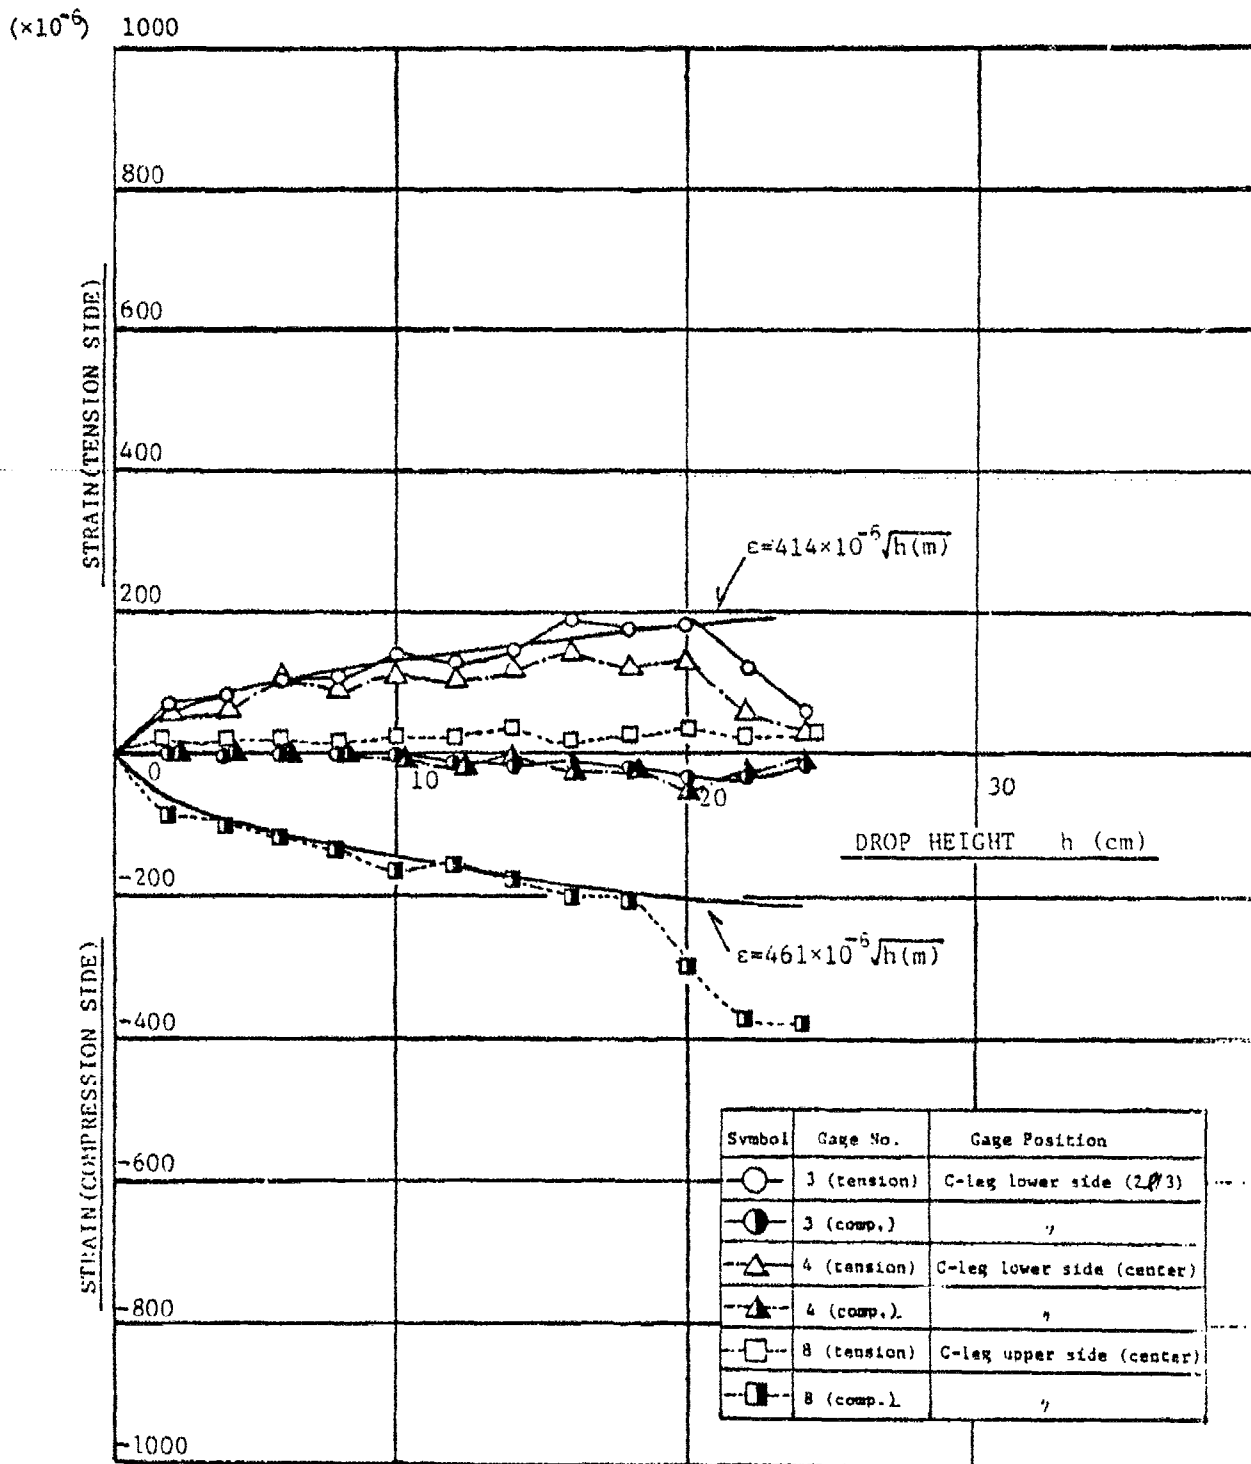 (×10⁻⁶) 1000
800
600
400
200
0 10 20 30
-200
-400
-600
-800
-1000
STRAIN(TENSION SIDE)
STRAIN(COMPRESSION SIDE)
ε=414×10⁻⁶√h(m)
DROP HEIGHT h (cm)
ε=461×10⁻⁶√h(m)
Symbol Gage No. Gage Position
3 (tension) C-leg lower side (2ℓ/3)
3 (comp.) 〃
4 (tension) C-leg lower side (center)
4 (comp.) 〃
8 (tension) C-leg upper side (center)
8 (comp.) 〃